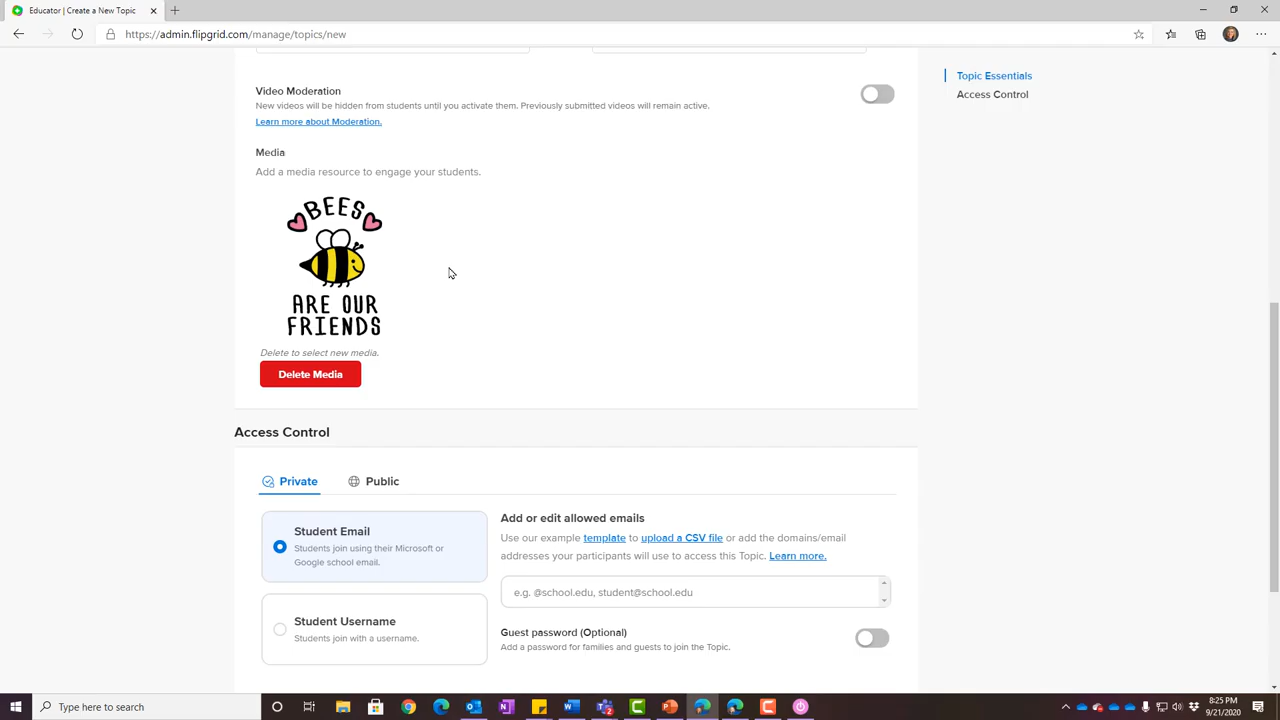 Educator | Create a New Topic
https://admin.flipgrid.com/manage/topics/new
Topic Essentials
Access Control
Video Moderation
New videos will be hidden from students until you activate them. Previously submitted videos will remain active.
Learn more about Moderation.
Media
Add a media resource to engage your students.
BEES
ARE OUR
FRIENDS
Delete to select new media.
Delete Media
Access Control
Private
Public
Student Email
Students join using their Microsoft or
Google school email.
Student Username
Students join with a username.
Add or edit allowed emails
Use our example template to upload a CSV file or add the domains/email
addresses your participants will use to access this Topic. Learn more.
e.g. @school.edu, student@school.edu
Guest password (Optional)
Add a password for families and guests to join the Topic.
Type here to search
8:25 PM
9/21/2020